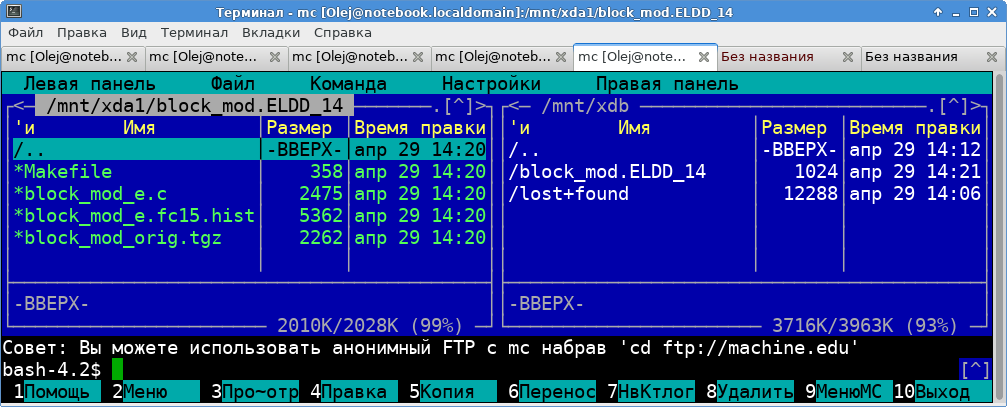 Терминал - mc [Olej@notebook.localdomain]:/mnt/xda1/block_mod.ELDD_14
Файл Правка Вид Терминал Вкладки Справка
mc [Olej@noteb... mc [Olej@noteb... mc [Olej@noteb... mc [Olej@noteb... mc [Olej@noteb... Без названия Без названия
Левая панель Файл Команда Настройки Правая панель
<— /mnt/xda1/block_mod.ELDD_14 .[^]> <— /mnt/xdb .[^]>
'и Имя Размер Время правки 'и Имя Размер Время правки
/.. -ВВЕРХ- апр 29 14:20 /.. -ВВЕРХ- апр 29 14:12
*Makefile 358 апр 29 14:20 /block_mod.ELDD_14 1024 апр 29 14:21
*block_mod_e.c 2475 апр 29 14:20 /lost+found 12288 апр 29 14:06
*block_mod_e.fc15.hist 5362 апр 29 14:20
*block_mod_orig.tgz 2262 апр 29 14:20
-ВВЕРХ- -ВВЕРХ-
2010K/2028K (99%) 3716K/3963K (93%)
Совет: Вы можете использовать анонимный FTP с mc набрав 'cd ftp://machine.edu'
bash-4.2$ [^]
1Помощь 2Меню 3Про~отр 4Правка 5Копия 6Перенос 7НвКтлог 8Удалить 9МенюМС 10Выход